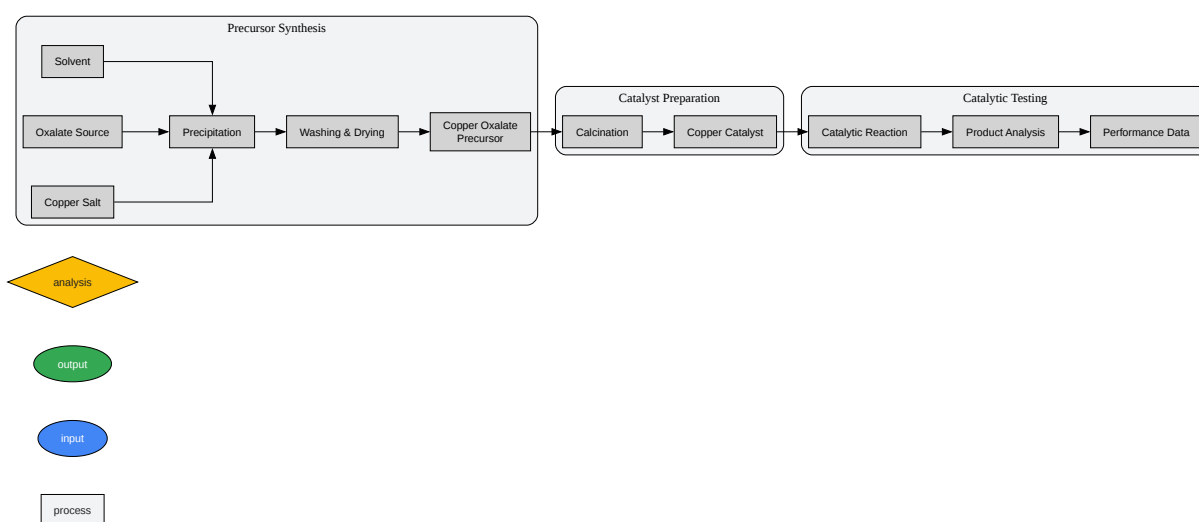 Precursor Synthesis
Solvent
Oxalate Source
Precipitation
Washing & Drying
Copper Oxalate
Precursor
Copper Salt
Catalyst Preparation
Calcination
Copper Catalyst
Catalytic Testing
Catalytic Reaction
Product Analysis
Performance Data
analysis
output
input
process